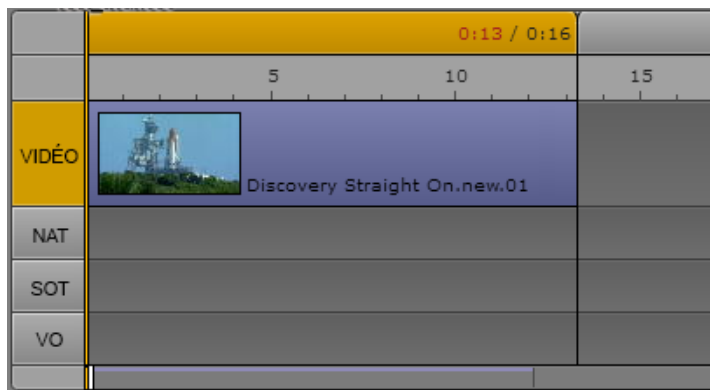 0:13 / 0:16
5 10 15
VIDÉO
Discovery Straight On.new.01
NAT
SOT
VO